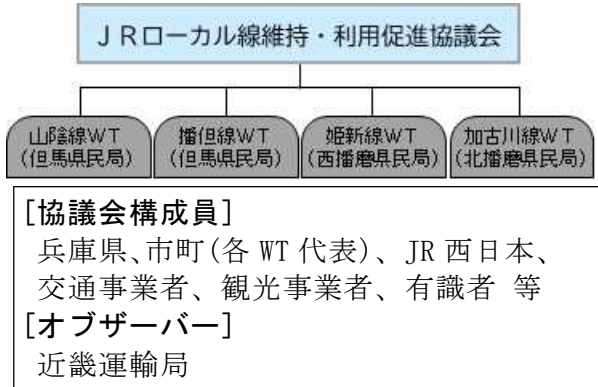 ＪＲローカル線維持・利用促進協議会
山陰線ＷＴ
(但馬県民局)
播但線ＷＴ
(但馬県民局)
姫新線ＷＴ
(西播磨県民局)
加古川線ＷＴ
(北播磨県民局)
[協議会構成員]
兵庫県、市町(各 WT 代表)、JR 西日本、
交通事業者、観光事業者、有識者 等
[オブザーバー]
近畿運輸局